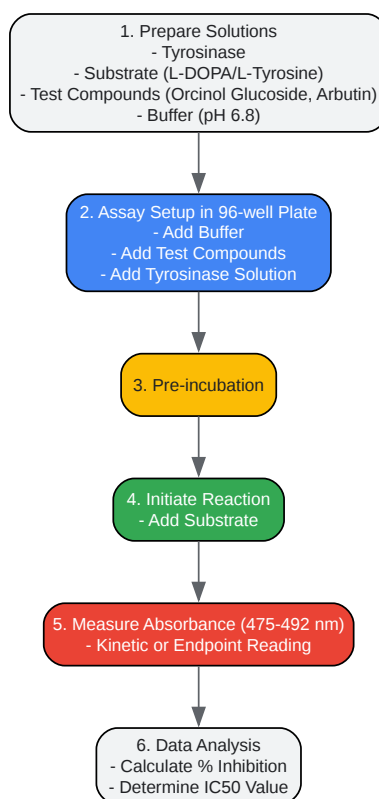 1. Prepare Solutions
- Tyrosinase
- Substrate (L-DOPA/L-Tyrosine)
- Test Compounds (Orcinol Glucoside, Arbutin)
- Buffer (pH 6.8)
2. Assay Setup in 96-well Plate
- Add Buffer
- Add Test Compounds
- Add Tyrosinase Solution
3. Pre-incubation
4. Initiate Reaction
- Add Substrate
5. Measure Absorbance (475-492 nm)
- Kinetic or Endpoint Reading
6. Data Analysis
- Calculate % Inhibition
- Determine IC50 Value